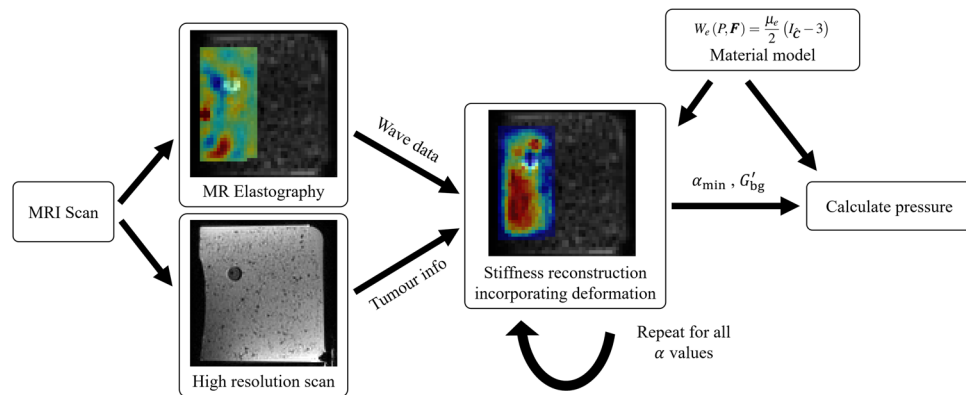 MRI Scan
MR Elastography
High resolution scan
Wave data
Tumour info
Stiffness reconstruction
incorporating deformation
Repeat for all
α values
W_e (P, F) = μ_e/2 (I_Ĉ − 3)
Material model
α_min , G′_bg
Calculate pressure